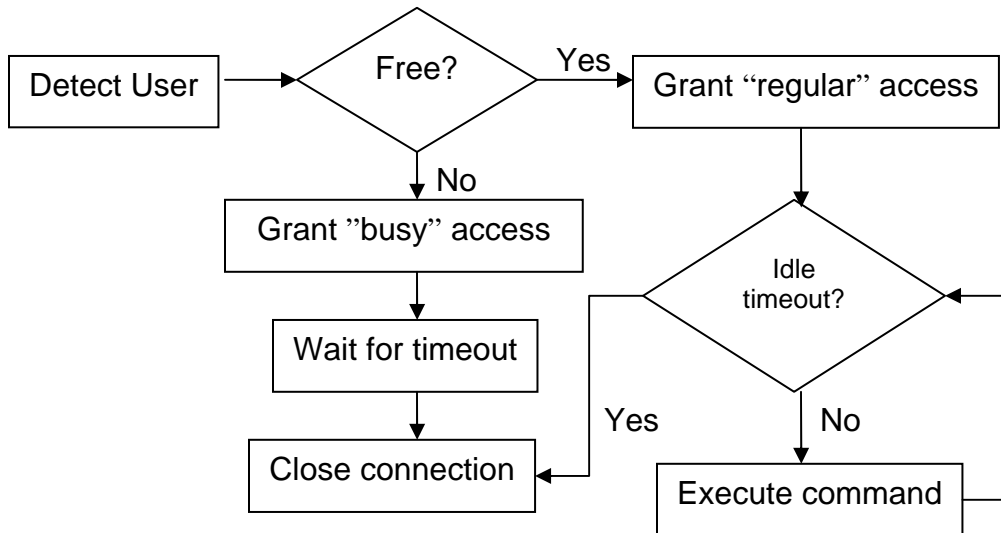 Detect User
Free?
Yes
Grant “regular” access
No
Grant ”busy” access
Idle
timeout?
Wait for timeout
Yes
No
Close connection
Execute command